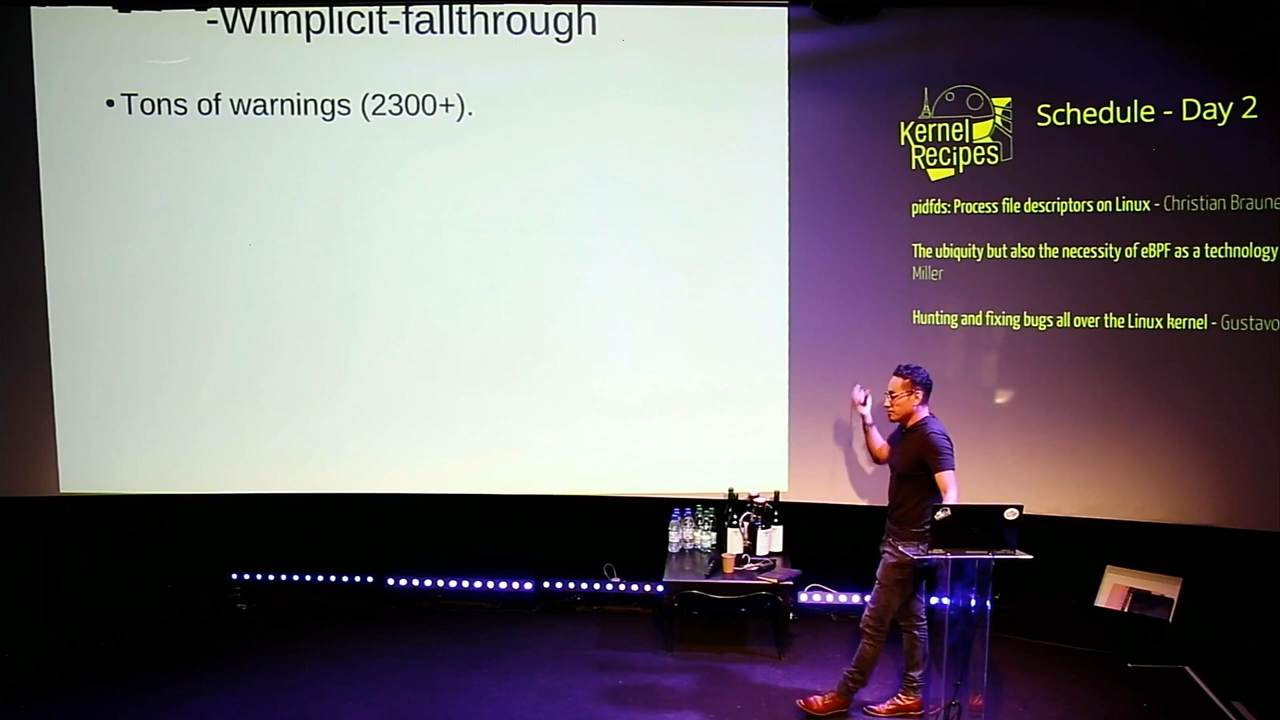 -Wimplicit-fallthrough
• Tons of warnings (2300+).
Kernel
Recipes
Schedule - Day 2
pidfds: Process file descriptors on Linux - Christian Braune
The ubiquity but also the necessity of eBPF as a technology
Miller
Hunting and fixing bugs all over the Linux kernel - Gustavo